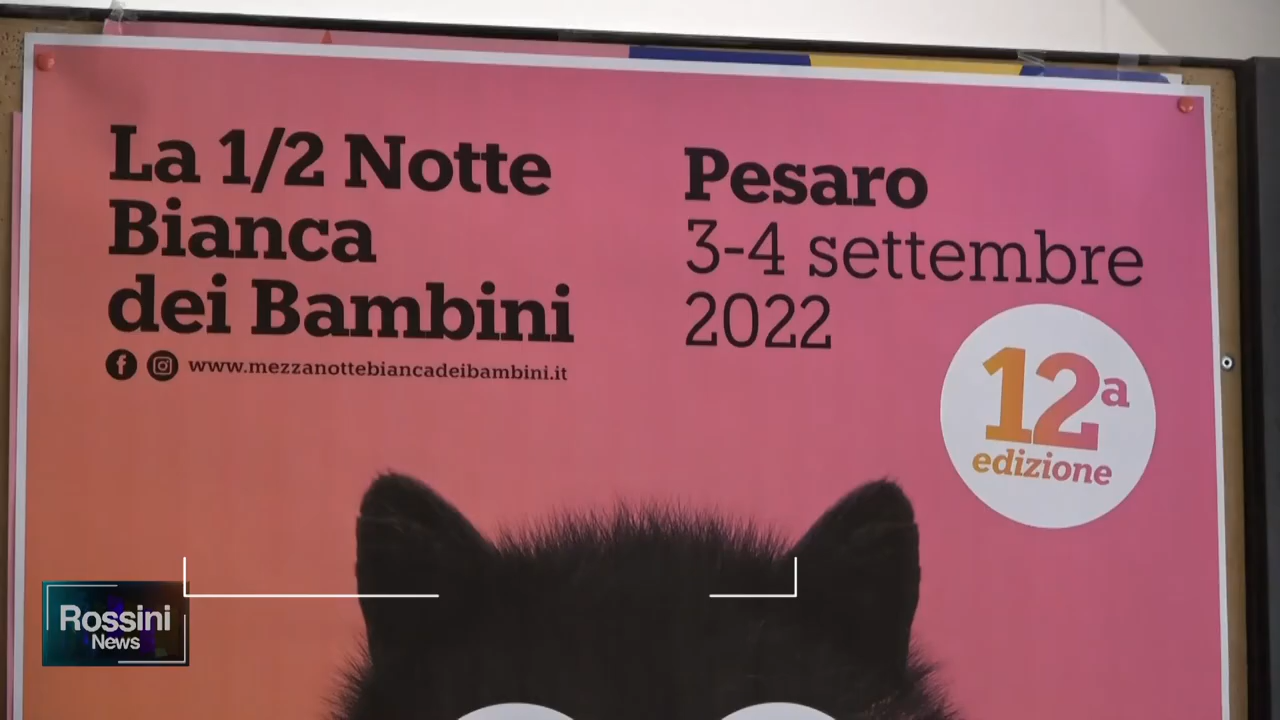 La 1/2 Notte
Bianca
dei Bambini
www.mezzanottebiancadeibambini.it
Pesaro
3-4 settembre
2022
12a
edizione
Rossini
News